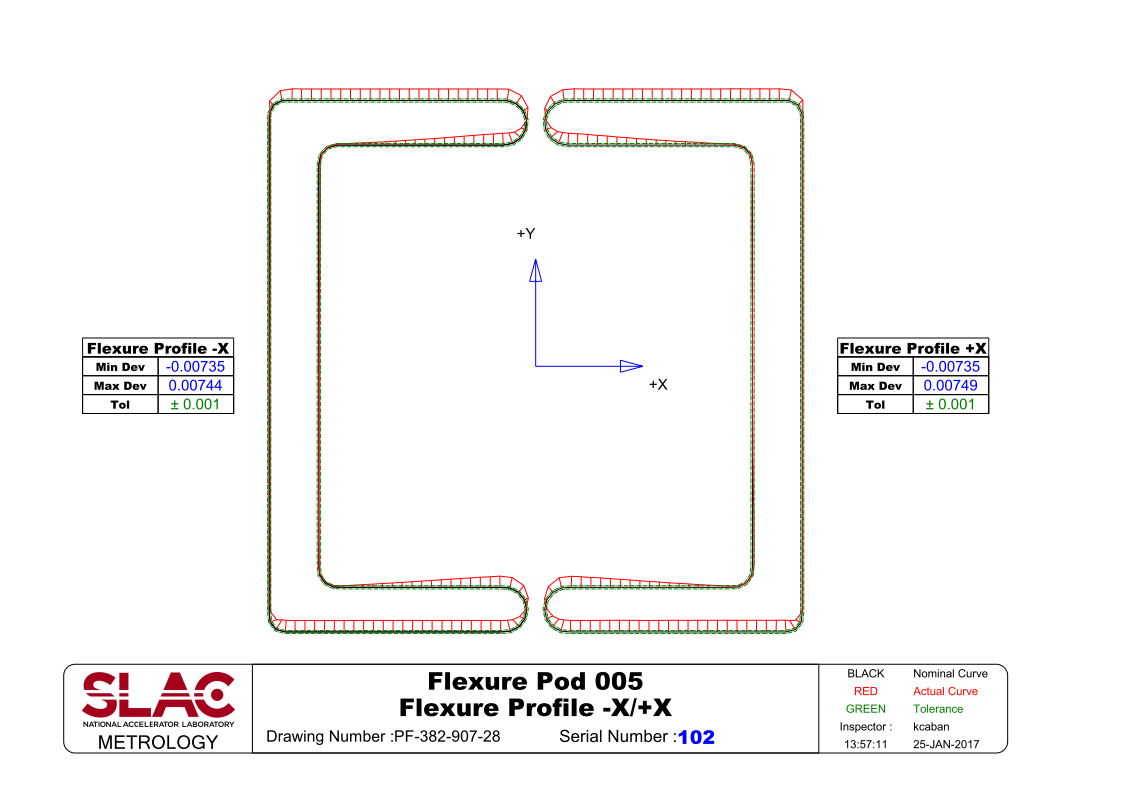 +Y
+X
Flexure Profile -X
Min Dev -0.00735
Max Dev 0.00744
Tol ± 0.001
Flexure Profile +X
Min Dev -0.00735
Max Dev 0.00749
Tol ± 0.001
SLAC
NATIONAL ACCELERATOR LABORATORY
METROLOGY
Flexure Pod 005
Flexure Profile -X/+X
Drawing Number :PF-382-907-28 Serial Number :102
BLACK Nominal Curve
RED Actual Curve
GREEN Tolerance
Inspector : kcaban
13:57:11 25-JAN-2017